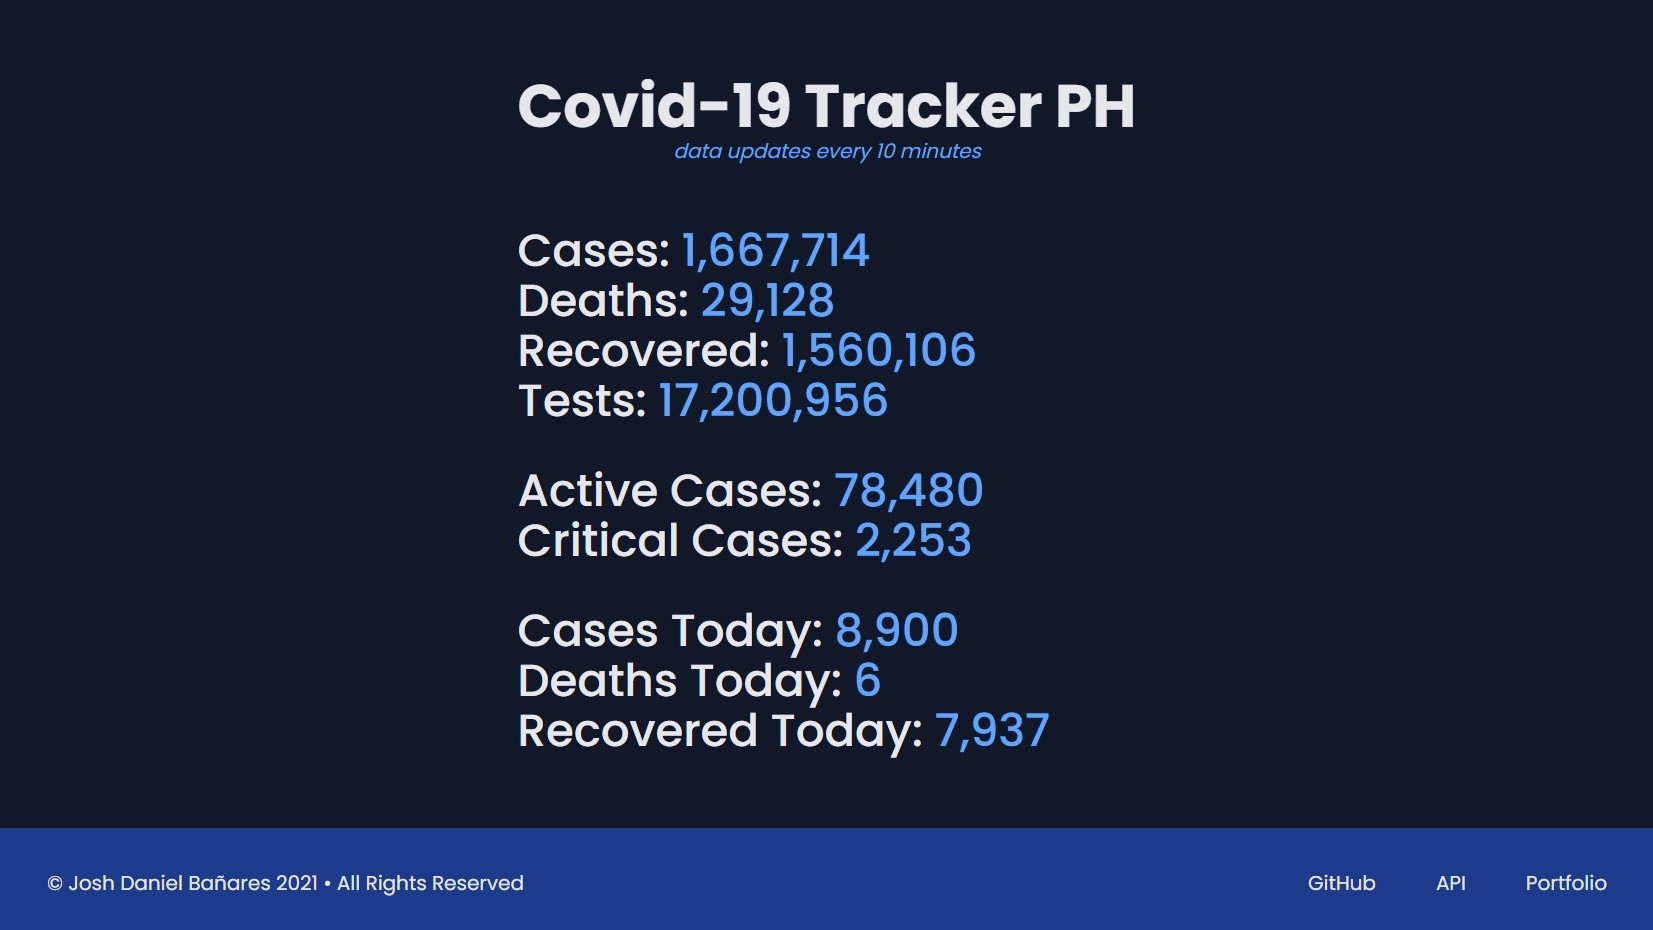 Covid-19 Tracker PH
data updates every 10 minutes
Cases: 1,667,714
Deaths: 29,128
Recovered: 1,560,106
Tests: 17,200,956
Active Cases: 78,480
Critical Cases: 2,253
Cases Today: 8,900
Deaths Today: 6
Recovered Today: 7,937
© Josh Daniel Bañares 2021 • All Rights Reserved GitHub API Portfolio